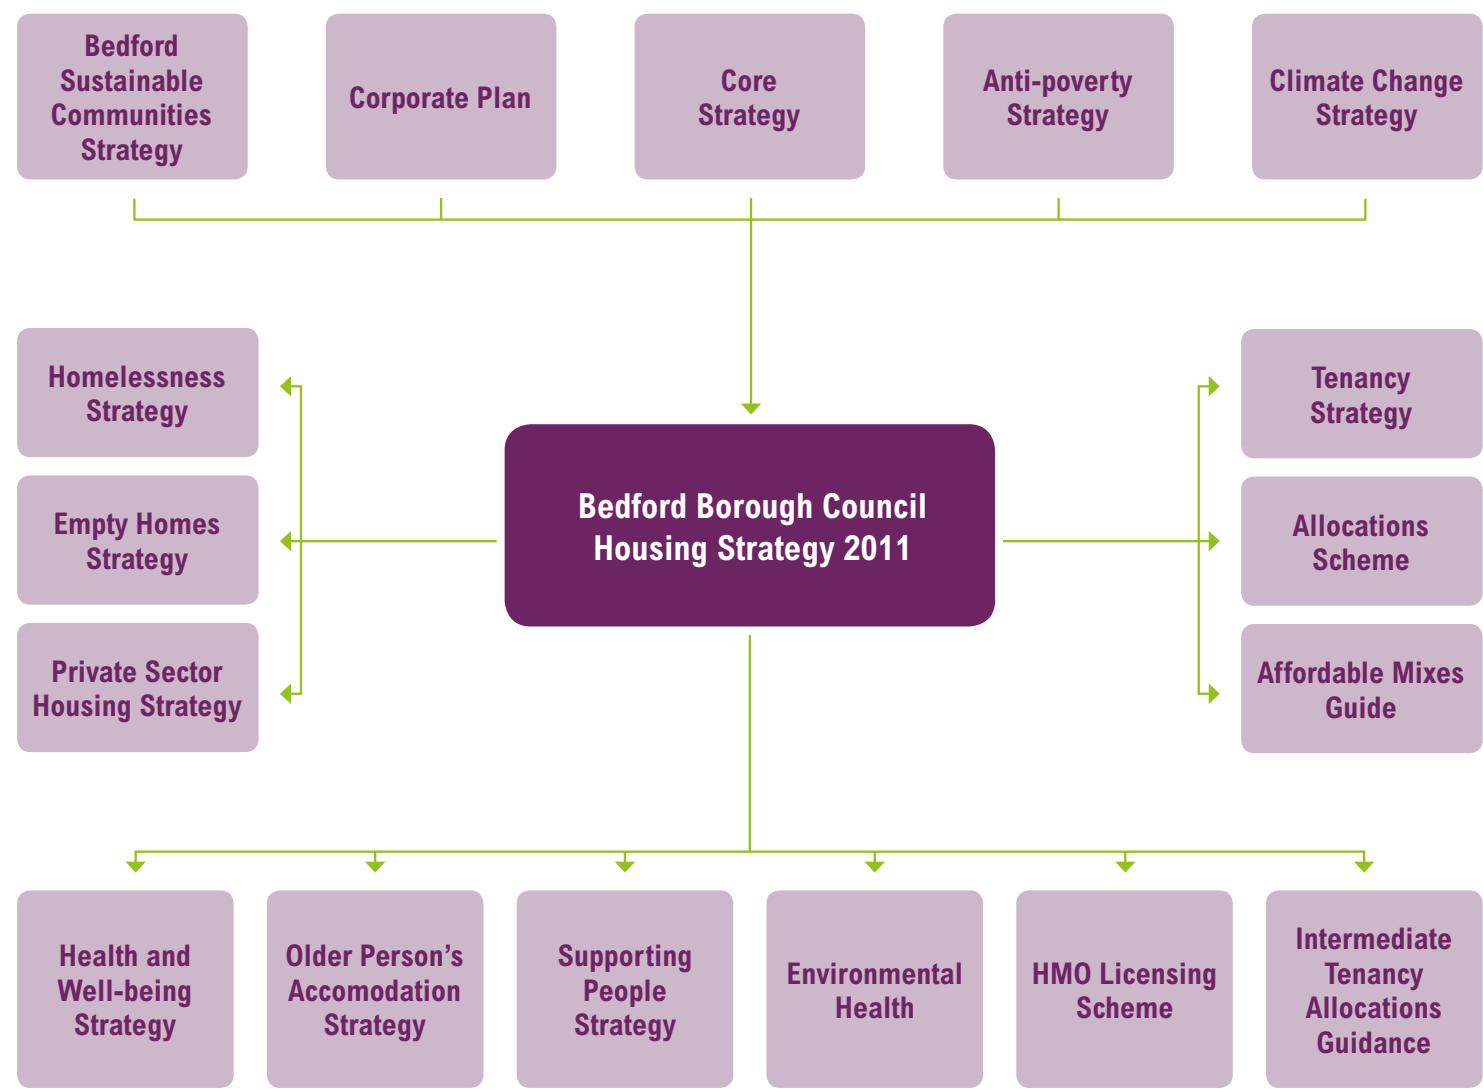 Bedford
Sustainable
Communities
Strategy
Corporate Plan
Core
Strategy
Anti-poverty
Strategy
Climate Change
Strategy
Homelessness
Strategy
Empty Homes
Strategy
Private Sector
Housing Strategy
Bedford Borough Council
Housing Strategy 2011
Tenancy
Strategy
Allocations
Scheme
Affordable Mixes
Guide
Health and
Well-being
Strategy
Older Person’s
Accomodation
Strategy
Supporting
People
Strategy
Environmental
Health
HMO Licensing
Scheme
Intermediate
Tenancy
Allocations
Guidance